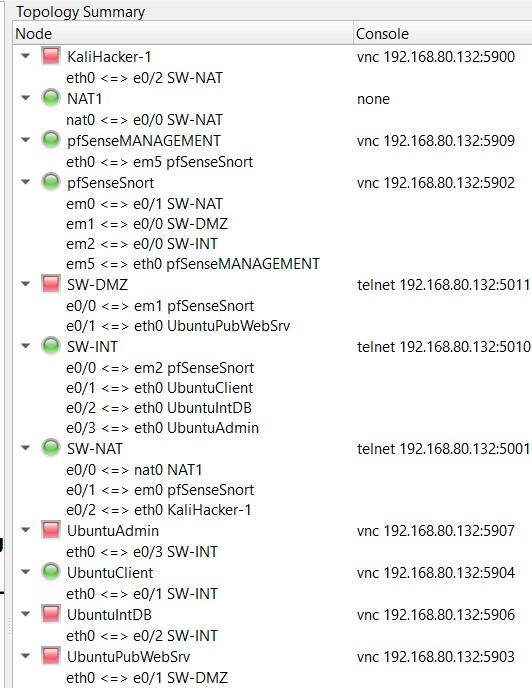 Topology Summary
Node Console
KaliHacker-1 vnc 192.168.80.132:5900
eth0 <=> e0/2 SW-NAT
NAT1 none
nat0 <=> e0/0 SW-NAT
pfSenseMANAGEMENT vnc 192.168.80.132:5909
eth0 <=> em5 pfSenseSnort
pfSenseSnort vnc 192.168.80.132:5902
em0 <=> e0/1 SW-NAT
em1 <=> e0/0 SW-DMZ
em2 <=> e0/0 SW-INT
em5 <=> eth0 pfSenseMANAGEMENT
SW-DMZ telnet 192.168.80.132:5011
e0/0 <=> em1 pfSenseSnort
e0/1 <=> eth0 UbuntuPubWebSrv
SW-INT telnet 192.168.80.132:5010
e0/0 <=> em2 pfSenseSnort
e0/1 <=> eth0 UbuntuClient
e0/2 <=> eth0 UbuntuIntDB
e0/3 <=> eth0 UbuntuAdmin
SW-NAT telnet 192.168.80.132:5001
e0/0 <=> nat0 NAT1
e0/1 <=> em0 pfSenseSnort
e0/2 <=> eth0 KaliHacker-1
UbuntuAdmin vnc 192.168.80.132:5907
eth0 <=> e0/3 SW-INT
UbuntuClient vnc 192.168.80.132:5904
eth0 <=> e0/1 SW-INT
UbuntuIntDB vnc 192.168.80.132:5906
eth0 <=> e0/2 SW-INT
UbuntuPubWebSrv vnc 192.168.80.132:5903
eth0 <=> e0/1 SW-DMZ